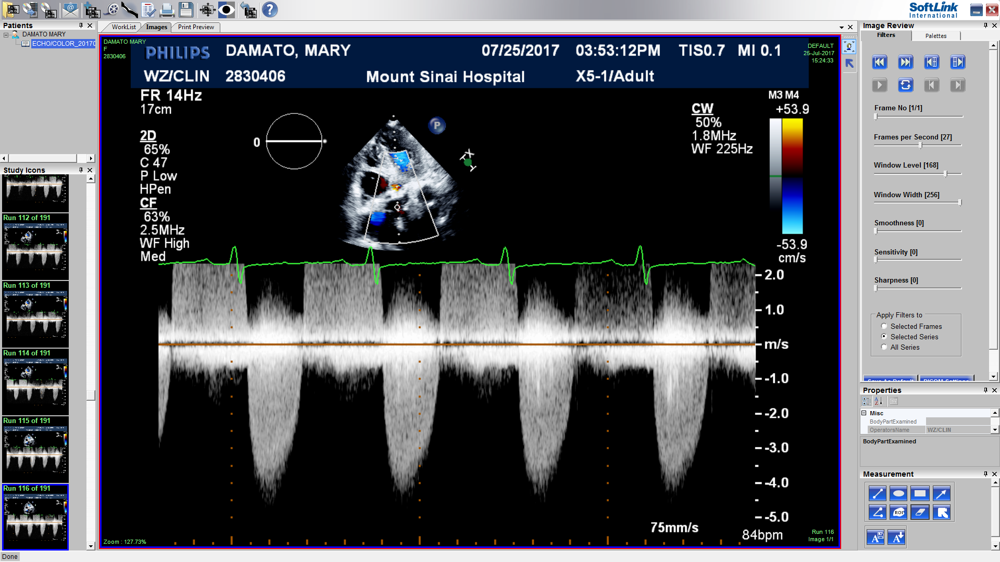 SoftLink
International
Patients
DAMATO MARY
ECHO/COLOR_2017
Study Icons
Run 112 of 191
Run 113 of 191
Run 114 of 191
Run 115 of 191
Run 116 of 191
Done
WorkList
Images
Print Preview
DAMATO MARY
F
2830406
PHILIPS DAMATO, MARY 07/25/2017 03:53:12PM TIS0.7 MI 0.1
WZ/CLIN 2830406 Mount Sinai Hospital X5-1/Adult
DEFAULT
25-Jul-2017
15:24:33
FR 14Hz
17cm
2D
65%
C 47
P Low
HPen
CF
63%
2.5MHz
WF High
Med
0
P
CW
50%
1.8MHz
WF 225Hz
M3 M4
+53.9
-53.9
cm/s
2.0
1.0
m/s
-1.0
-2.0
-3.0
-4.0
-5.0
75mm/s
84bpm
Zoom : 127.73%
Run 116
Image 1/1
Image Review
Filters
Palettes
Frame No [1/1]
Frames per Second [27]
Window Level [168]
Window Width [256]
Smoothness [0]
Sensitivity [0]
Sharpness [0]
Apply Filters to
Selected Frames
Selected Series
All Series
Save As Default
DICOM Settings
Properties
Misc
BodyPartExamined
OperatorsName WZ/CLIN
BodyPartExamined
Measurement
ROI
A
A